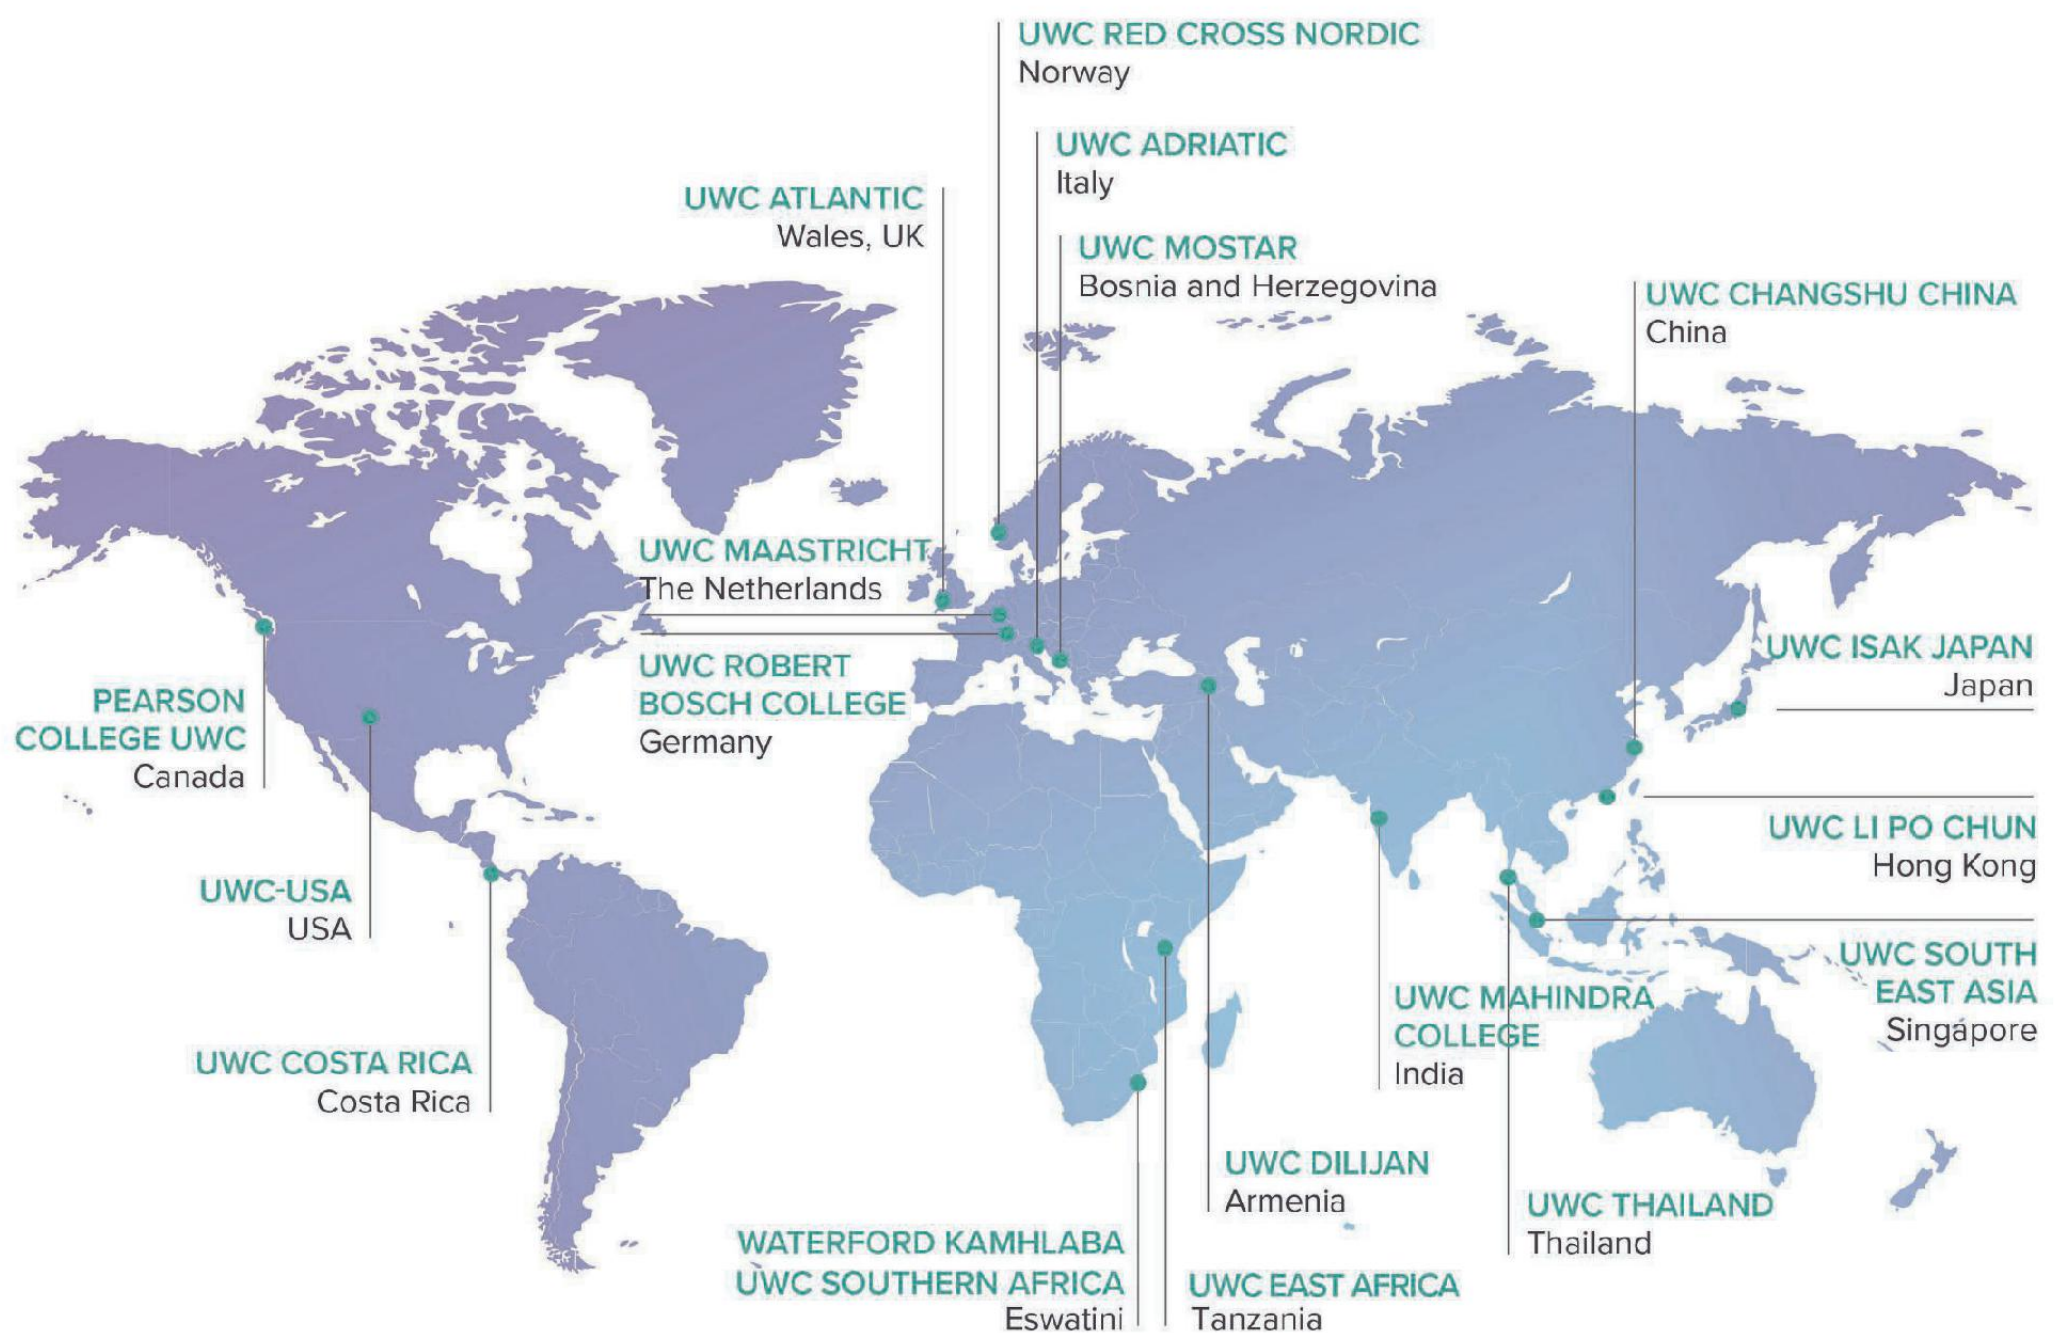 UWC RED CROSS NORDIC
Norway
UWC ADRIATIC
Italy
UWC ATLANTIC
Wales, UK
UWC MOSTAR
Bosnia and Herzegovina
UWC CHANGSHU CHINA
China
UWC MAASTRICHT
The Netherlands
UWC ROBERT
BOSCH COLLEGE
Germany
UWC ISAK JAPAN
Japan
PEARSON
COLLEGE UWC
Canada
UWC LI PO CHUN
Hong Kong
UWC-USA
USA
UWC SOUTH
EAST ASIA
Singapore
UWC MAHINDRA
COLLEGE
India
UWC COSTA RICA
Costa Rica
UWC DILIJAN
Armenia
UWC THAILAND
Thailand
WATERFORD KAMHLABA
UWC SOUTHERN AFRICA
Eswatini
UWC EAST AFRICA
Tanzania